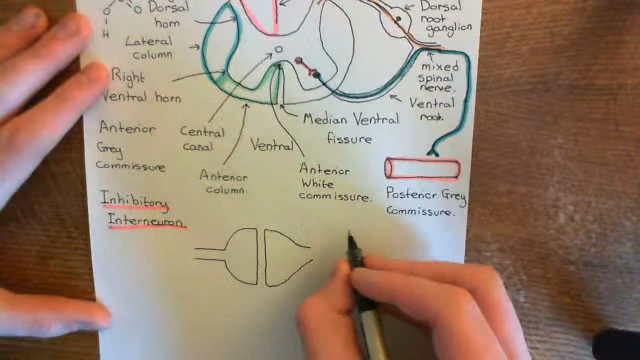 Dorsal
horn
O
H
Lateral
column
Right
Ventral horn
Anterior
Grey
Commissure
Central
canal
Anterior
column
Ventral
Median Ventral
fissure
Anterior
White
commissure.
Dorsal
root
ganglion
mixed
Spinal
nerve.
Ventral
root.
Posterior Grey
Commissure.
Inhibitory
Interneuron